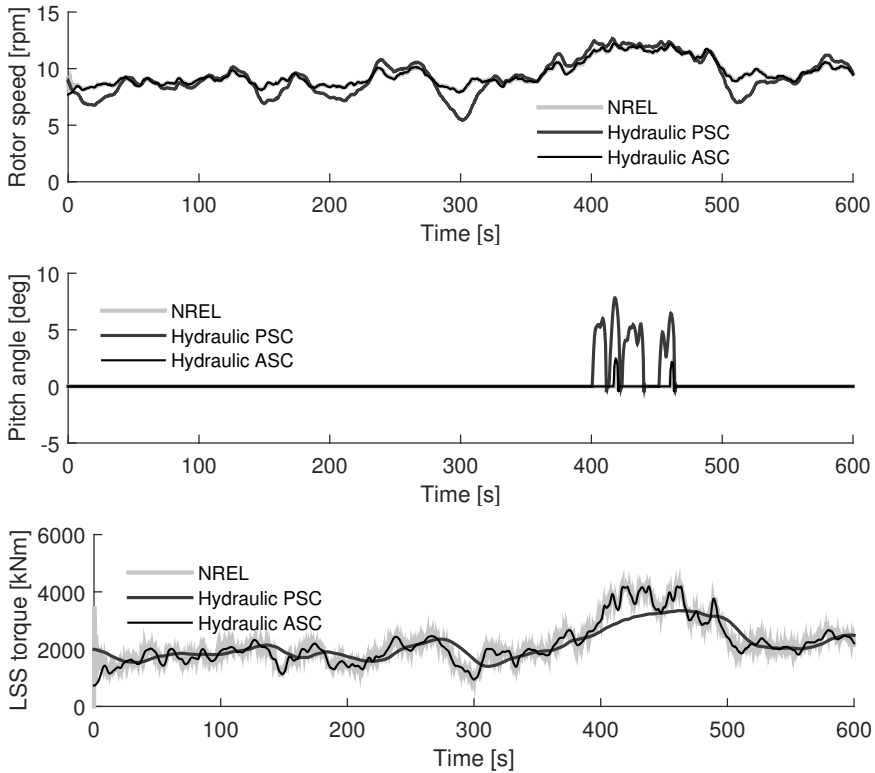 15
10
5
0
Rotor speed [rpm]
NREL
Hydraulic PSC
Hydraulic ASC
0 100 200 300 400 500 600
Time [s]
10
5
0
-5
Pitch angle [deg]
NREL
Hydraulic PSC
Hydraulic ASC
0 100 200 300 400 500 600
Time [s]
6000
4000
2000
0
LSS torque [kNm]
NREL
Hydraulic PSC
Hydraulic ASC
0 100 200 300 400 500 600
Time [s]